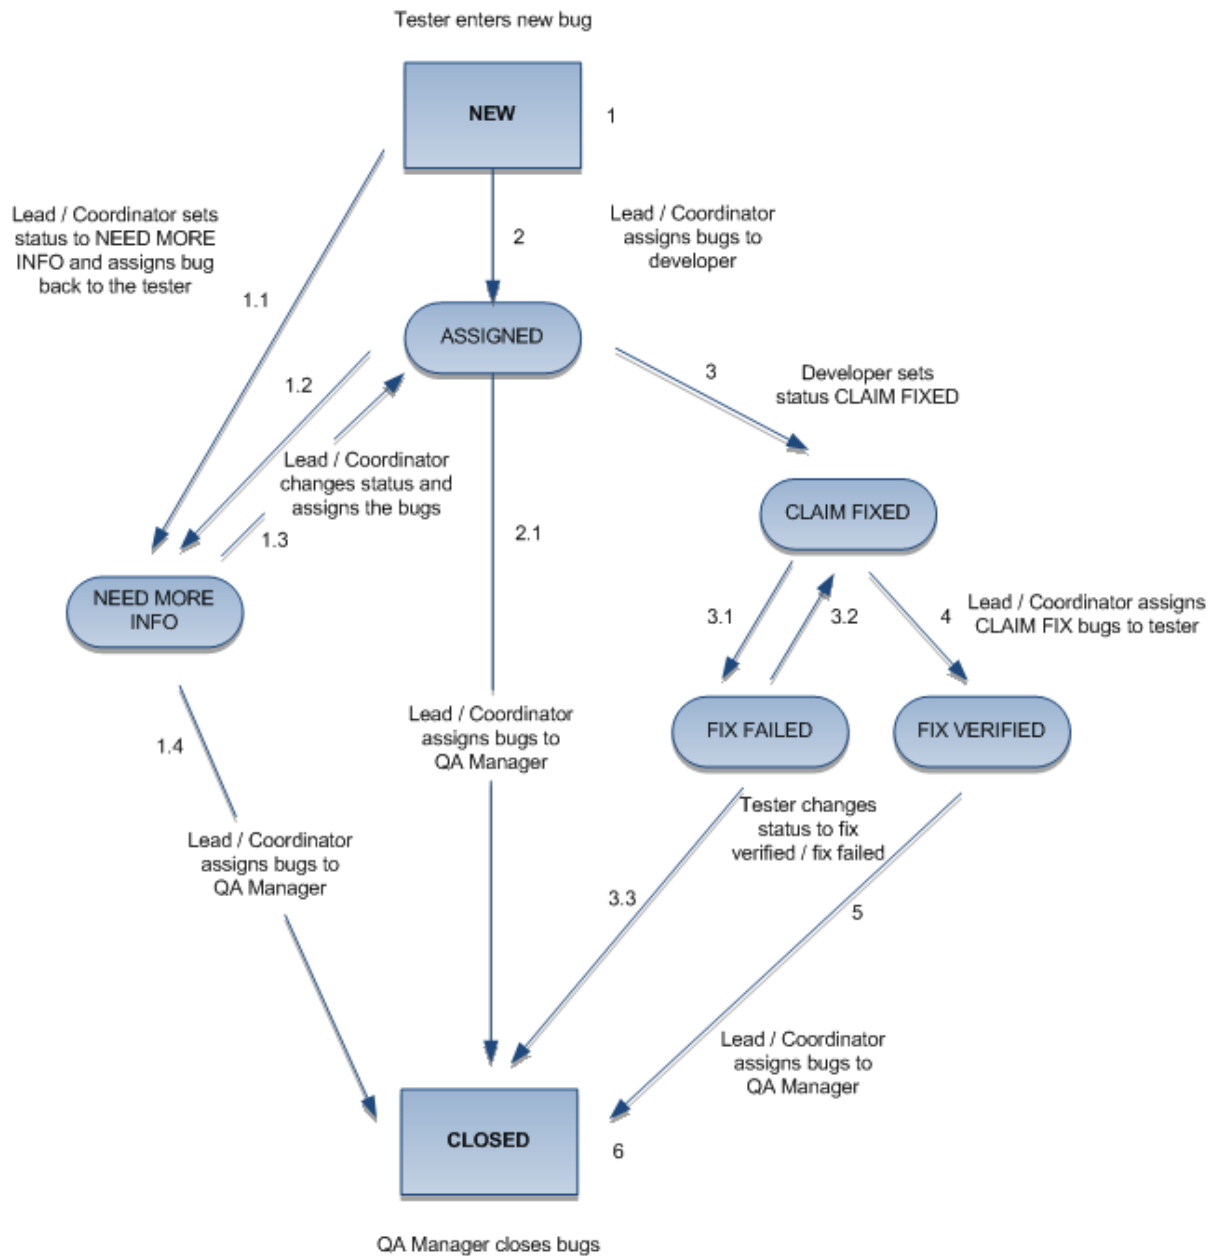 Tester enters new bug
NEW
1
Lead / Coordinator sets
status to NEED MORE
INFO and assigns bug
back to the tester
1.1
2
Lead / Coordinator
assigns bugs to
developer
ASSIGNED
1.2
3
Developer sets
status CLAIM FIXED
Lead / Coordinator
changes status and
assigns the bugs
1.3
2.1
CLAIM FIXED
NEED MORE
INFO
3.1
3.2
4
Lead / Coordinator assigns
CLAIM FIX bugs to tester
1.4
Lead / Coordinator
assigns bugs to
QA Manager
FIX FAILED
FIX VERIFIED
Tester changes
status to fix
verified / fix failed
Lead / Coordinator
assigns bugs to
QA Manager
3.3
5
Lead / Coordinator
assigns bugs to
QA Manager
CLOSED
6
QA Manager closes bugs